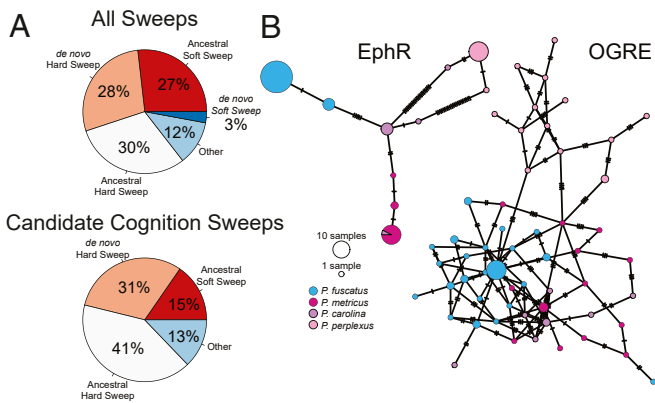 A
All Sweeps
de novo
Hard Sweep
Ancestral
Soft Sweep
28%
27%
de novo
Soft Sweep
3%
12%
Other
30%
Ancestral
Hard Sweep
Candidate Cognition Sweeps
de novo
Hard Sweep
Ancestral
Soft Sweep
31%
15%
13%
Other
41%
Ancestral
Hard Sweep
B
EphR
OGRE
10 samples
1 sample
P. fuscatus
P. metricus
P. carolina
P. perplexus